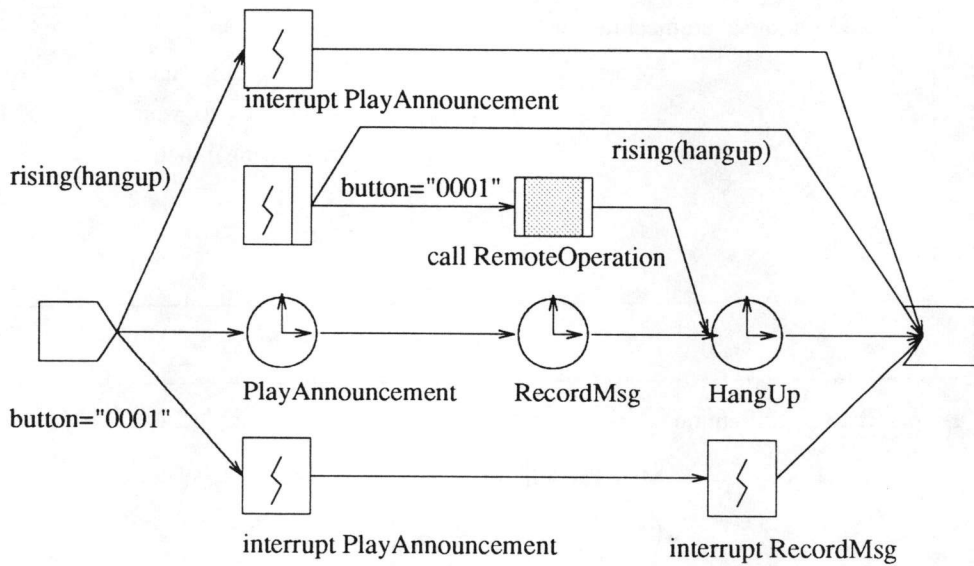 interrupt PlayAnnouncement
rising(hangup)
rising(hangup)
button="0001"
call RemoteOperation
PlayAnnouncement
RecordMsg
HangUp
button="0001"
interrupt PlayAnnouncement
interrupt RecordMsg